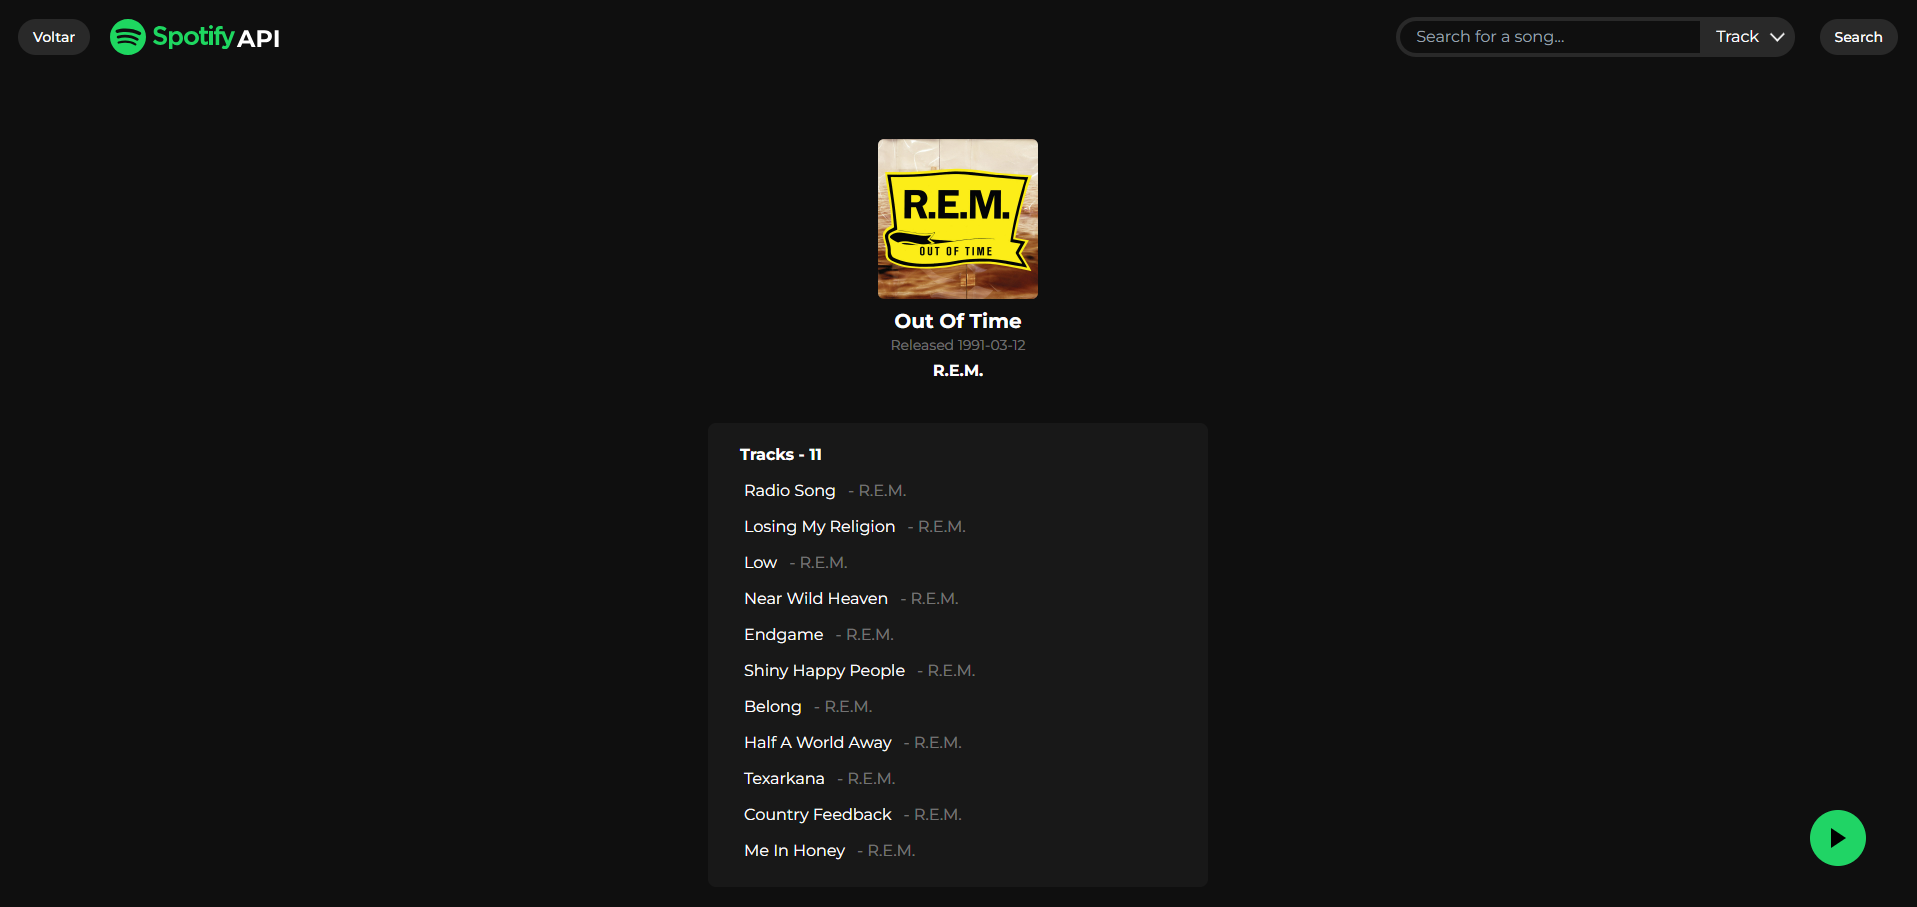 Voltar
Spotify API
Search for a song...
Track
Search
R.E.M.
OUT OF TIME
Out Of Time
Released 1991-03-12
R.E.M.
Tracks - 11
Radio Song - R.E.M.
Losing My Religion - R.E.M.
Low - R.E.M.
Near Wild Heaven - R.E.M.
Endgame - R.E.M.
Shiny Happy People - R.E.M.
Belong - R.E.M.
Half A World Away - R.E.M.
Texarkana - R.E.M.
Country Feedback - R.E.M.
Me In Honey - R.E.M.